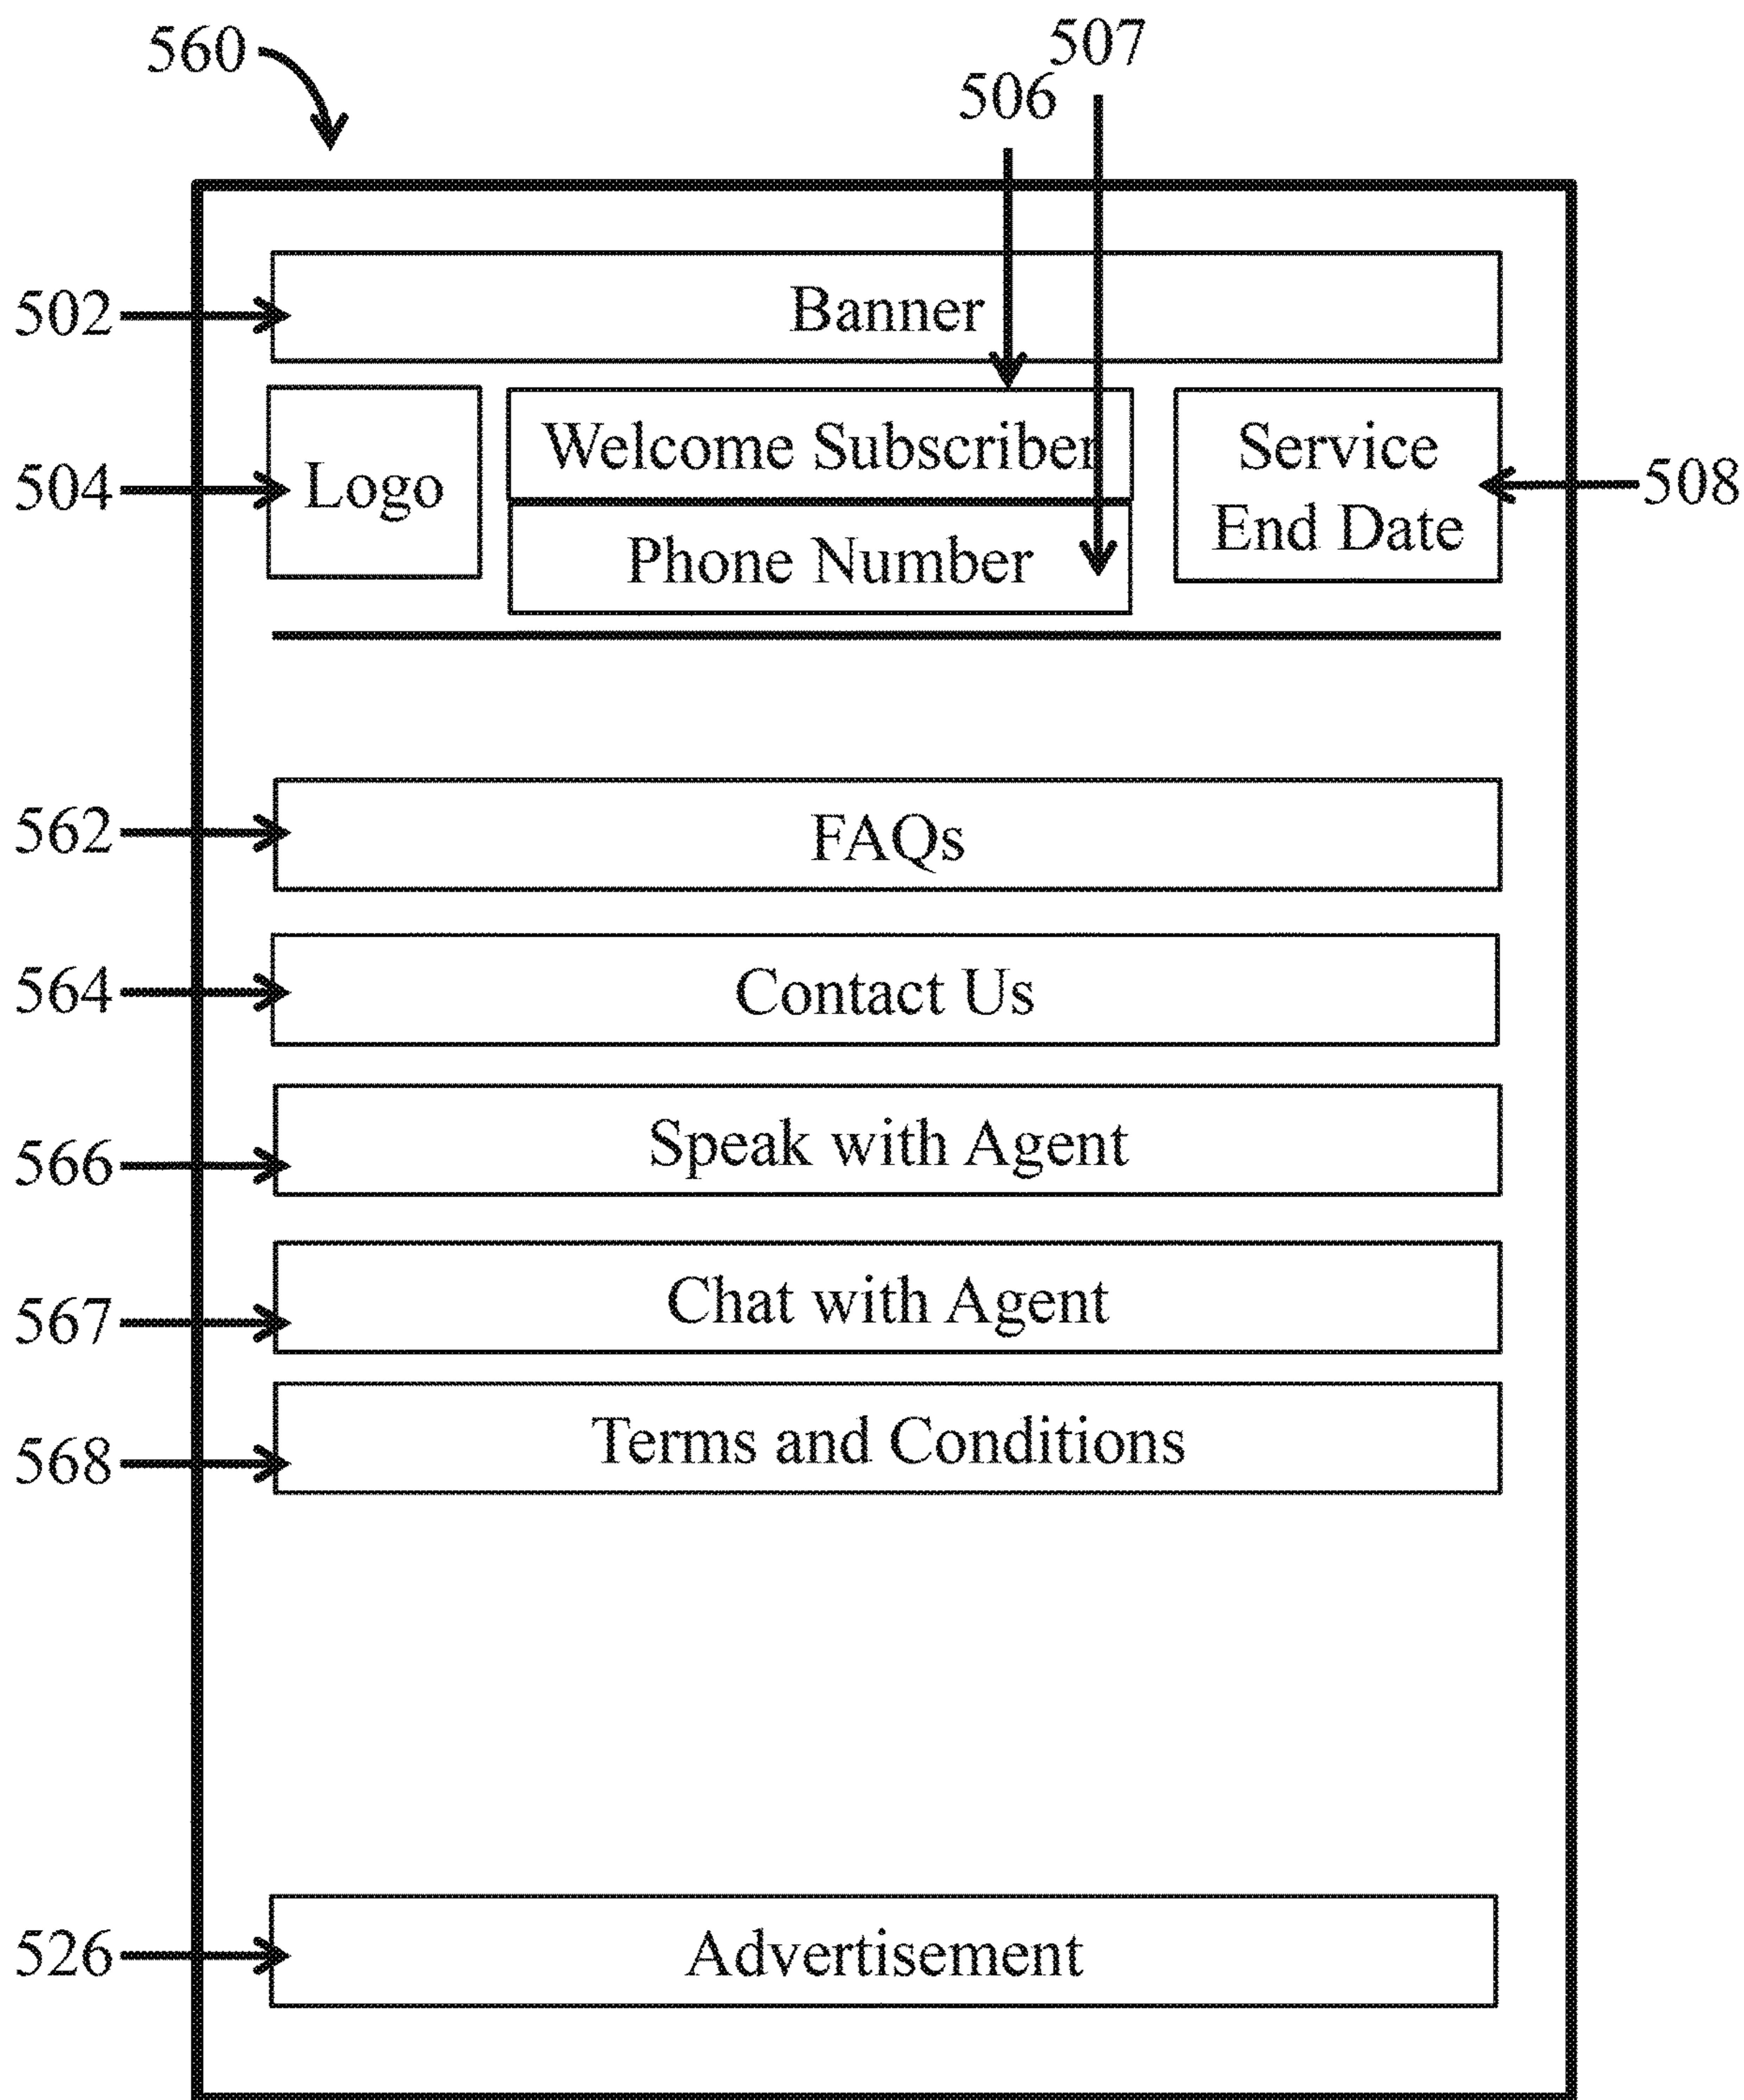 560
507
506
502
Banner
504
Logo
Welcome Subscriber
Phone Number
Service
End Date
508
562
FAQs
564
Contact Us
566
Speak with Agent
567
Chat with Agent
568
Terms and Conditions
526
Advertisement